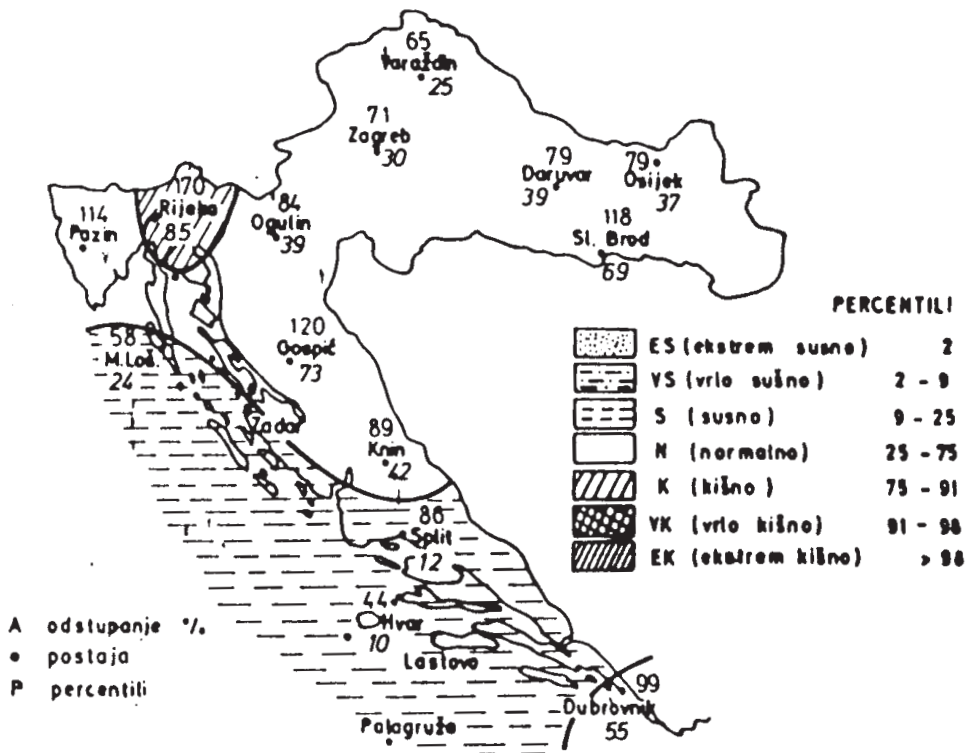 65
Varaždin
25
71
Zagreb
30
79
Daruvar
39
79
Osijek
37
118
Sl. Brod
69
170
Rijeka
85
114
Pazin
84
Ogulin
39
120
Gospić
73
58
M.Loš.
24
Zadar
89
Knin
42
86
Split
12
44
Hvar
10
Lastovo
99
Dubrovnik
55
Palagruže
PERCENTILI
ES (ekstrem susno) 2
VS (vrlo sušno) 2 - 9
S (susno) 9 - 25
N (normalno) 25 - 75
K (kišno) 75 - 91
VK (vrlo kišno) 91 - 98
EK (ekstrem kišno) > 98
A odstupanje %
• postaja
P percentili